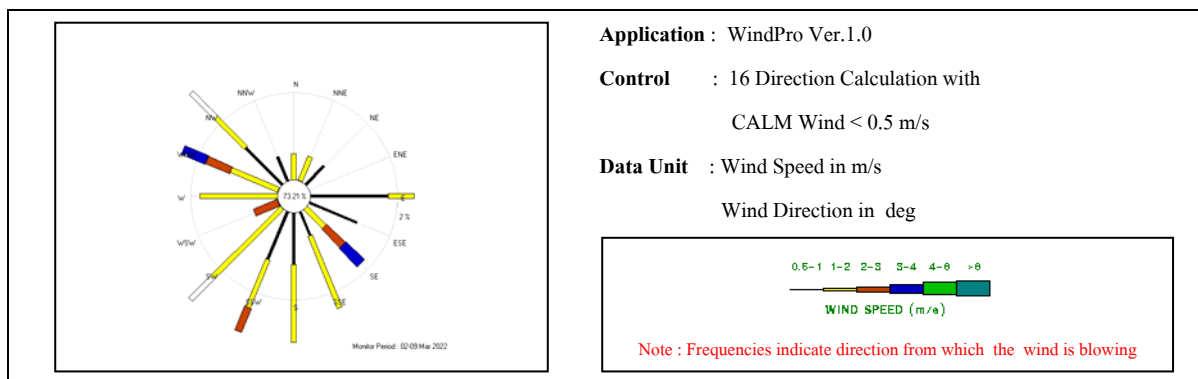 N
NNW
NNE
NW
NE
ENE
W
73.21 %
E
2 %
WSW
ESE
SW
SE
SSW
S
SSE
Monitor Period : 02-09 Mar 2022
Application : WindPro Ver.1.0
Control : 16 Direction Calculation with
CALM Wind < 0.5 m/s
Data Unit : Wind Speed in m/s
Wind Direction in deg
0.5-1 1-2 2-3 3-4 4-6 >6
WIND SPEED (m/s)
Note : Frequencies indicate direction from which the wind is blowing